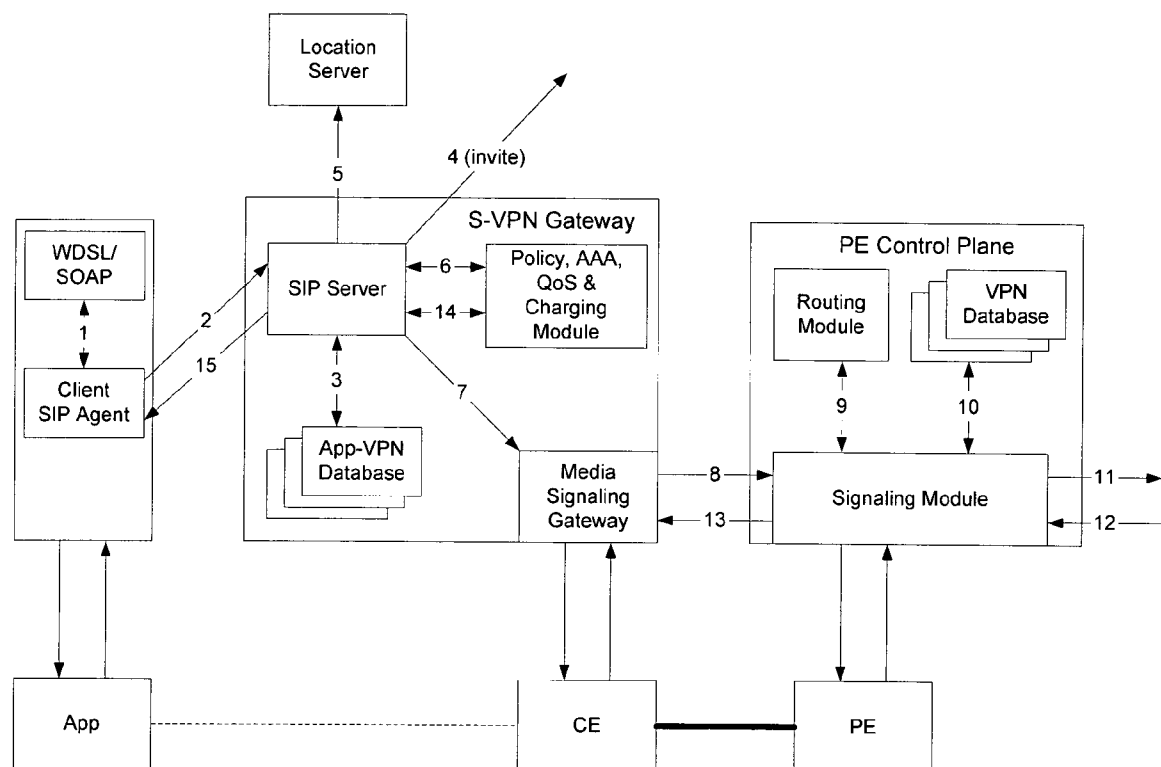 Location
Server
4 (invite)
5
S-VPN Gateway
PE Control Plane
WDSL/
SOAP
1
2
SIP Server
6
14
Policy, AAA,
QoS &
Charging
Module
Routing
Module
VPN
Database
15
Client
SIP Agent
3
7
9
10
App-VPN
Database
Media
Signaling
Gateway
8
13
Signaling Module
11
12
App
CE
PE